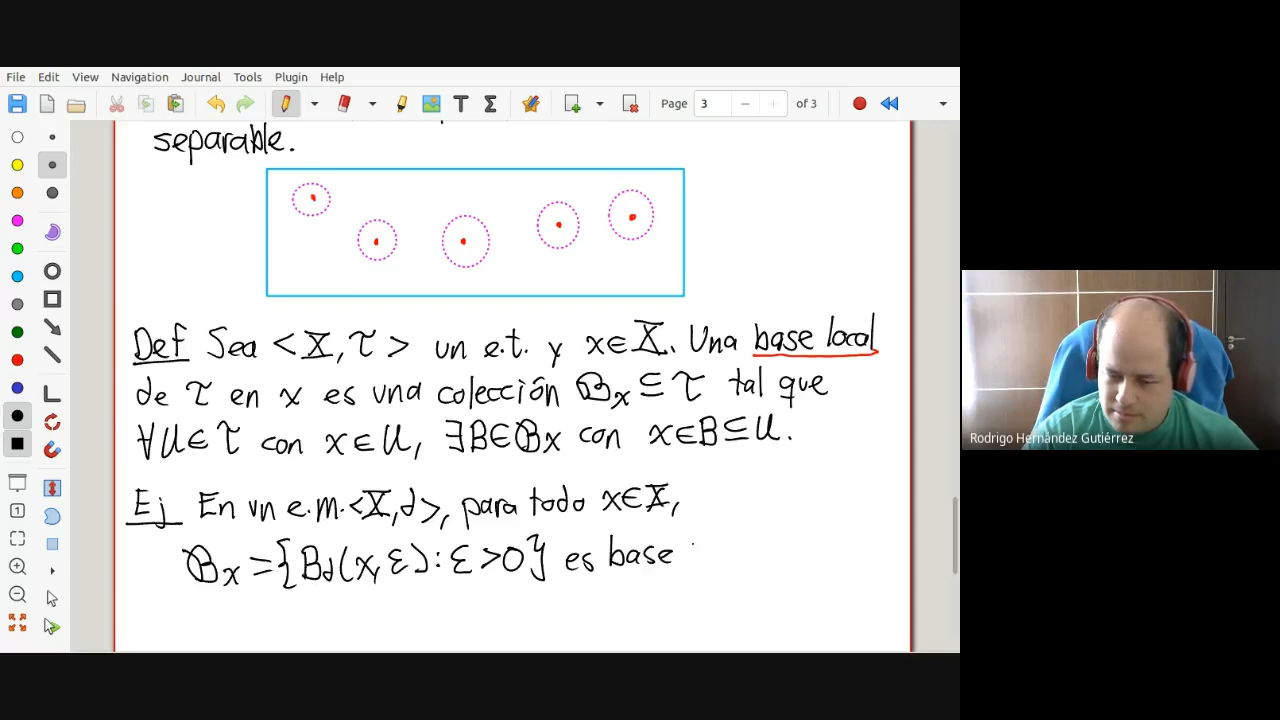 File Edit View Navigation Journal Tools Plugin Help
Page 3 of 3
separable.
Def Sea <X, τ> un e.t. y x∈X. Una base local
de τ en x es una colección ℬx ⊆ τ tal que
∀U∈τ con x∈U, ∃B∈ℬx con x∈B⊆U.
Ej En un e.m. <X,d>, para todo x∈X,
ℬx = {Bd(x,ε): ε>0} es base
Rodrigo Hernández Gutiérrez